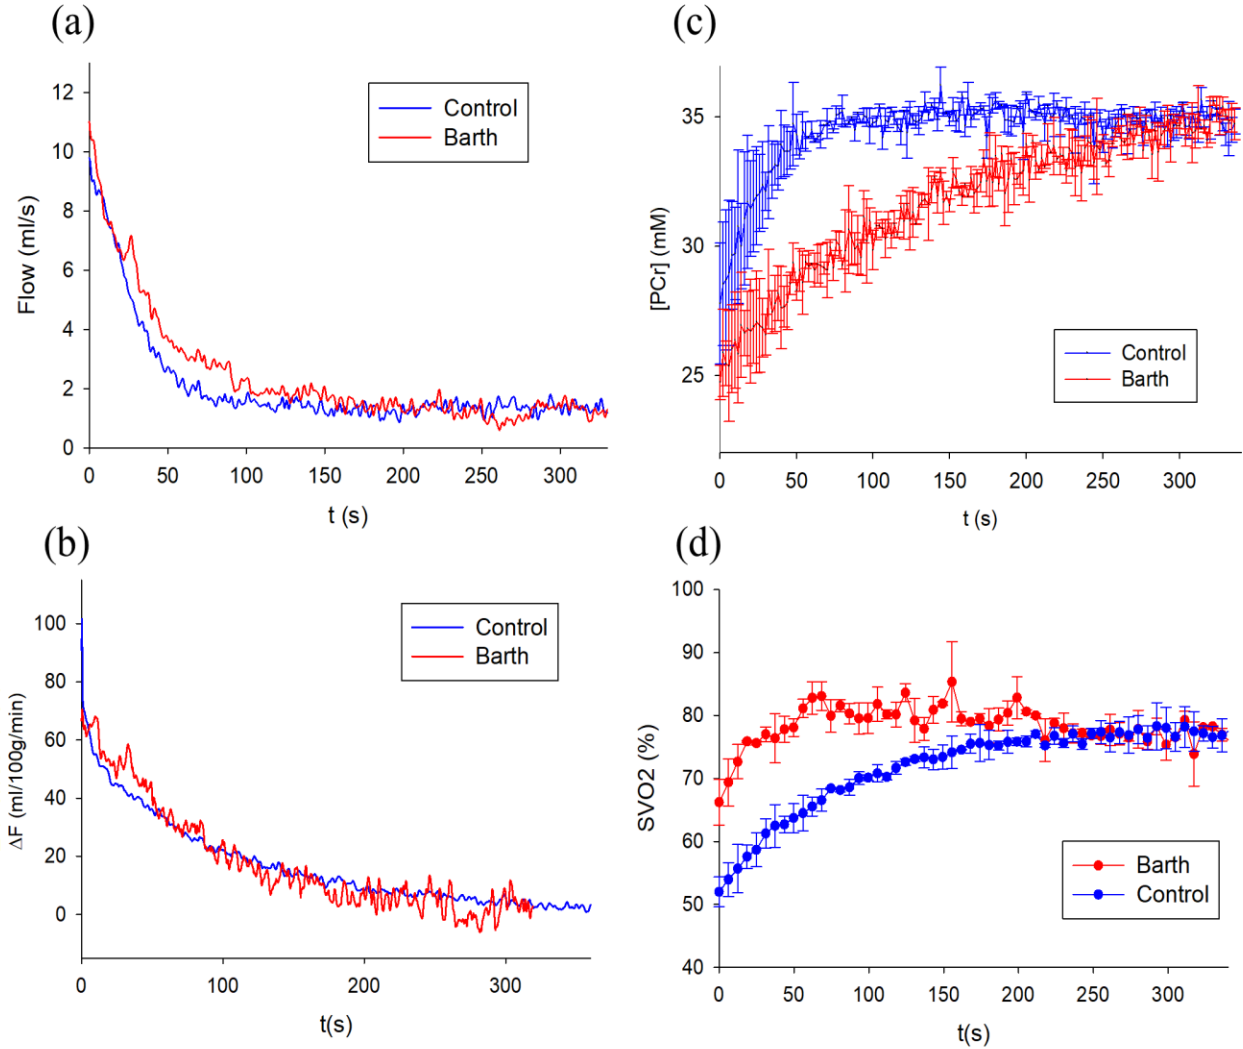 (a)
12
10
8
6
4
2
0
Flow (ml/s)
Control
Barth
0 50 100 150 200 250 300
t (s)
(c)
35
30
25
[PCr] (mM)
Control
Barth
0 50 100 150 200 250 300
t (s)
(b)
100
80
60
40
20
0
ΔF (ml/100g/min)
Control
Barth
0 100 200 300
t(s)
(d)
100
90
80
70
60
50
40
SVO2 (%)
Barth
Control
0 50 100 150 200 250 300
t(s)